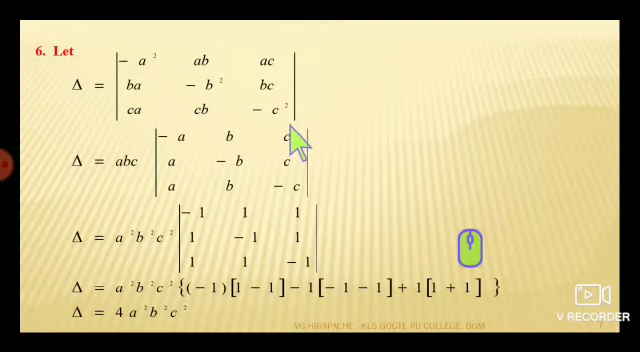 6. Let
Δ = | − a² ab ac |
| ba − b² bc |
| ca cb − c² |
Δ = abc | − a b c |
| a − b c |
| a b − c |
Δ = a²b²c² | − 1 1 1 |
| 1 − 1 1 |
| 1 1 − 1 |
Δ = a²b²c² {(− 1)[1 − 1] − 1[− 1 − 1] + 1[1 + 1] }
Δ = 4 a²b²c²
V RECORDER
VG HIRAPACHE : KLS GOGTE PU COLLEGE, BGM